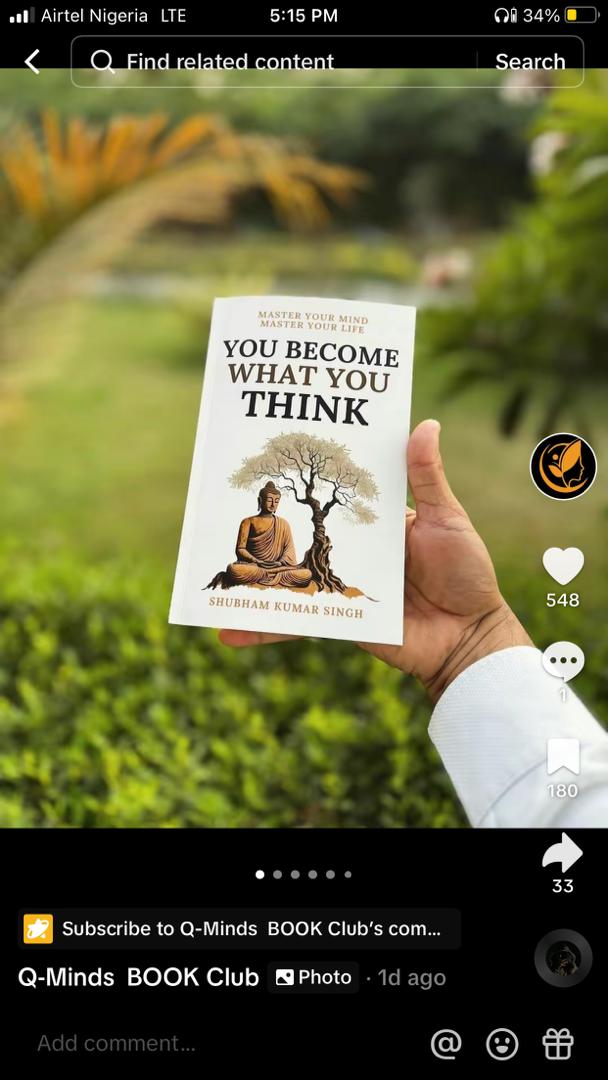 Airtel Nigeria LTE 5:15 PM 34%
Find related content Search
MASTER YOUR MIND
MASTER YOUR LIFE
YOU BECOME
WHAT YOU
THINK
SHUBHAM KUMAR SINGH
548
1
180
33
Subscribe to Q-Minds BOOK Club's com...
Q-Minds BOOK Club Photo · 1d ago
Add comment... @